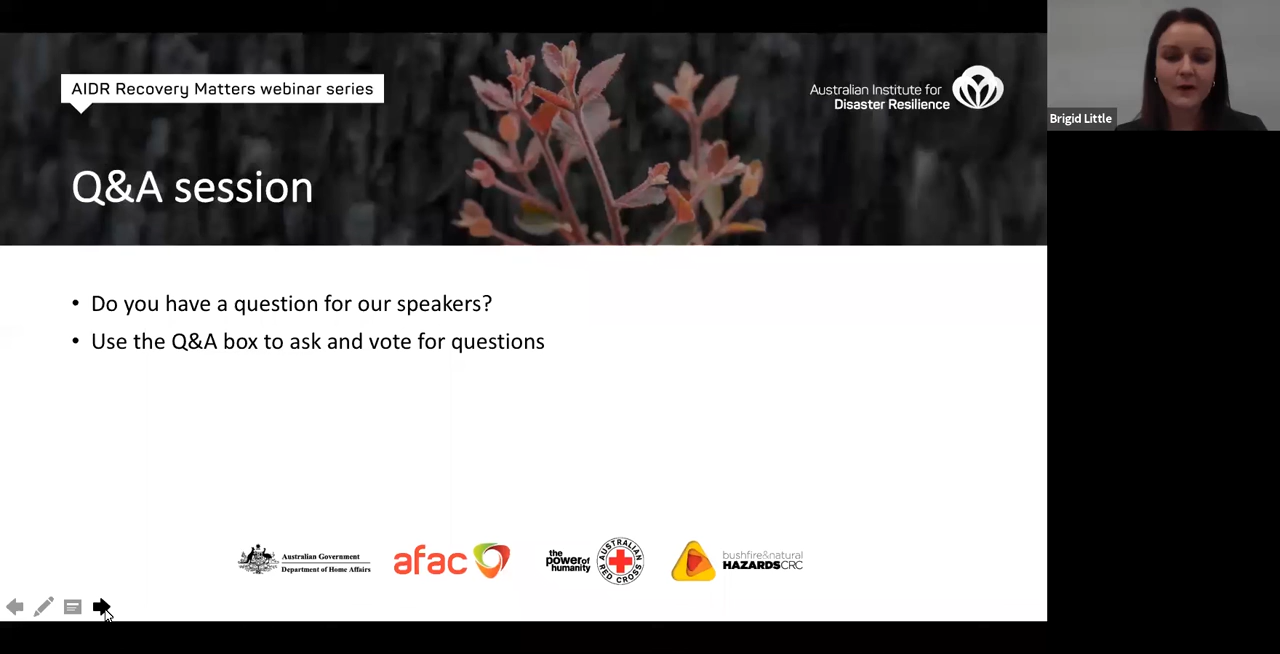 AIDR Recovery Matters webinar series
Australian Institute for
Disaster Resilience
Brigid Little
Q&A session
• Do you have a question for our speakers?
• Use the Q&A box to ask and vote for questions
Australian Government
Department of Home Affairs
afac
the
power of
humanity
AUSTRALIAN
RED CROSS
bushfire&natural
HAZARDSCRC